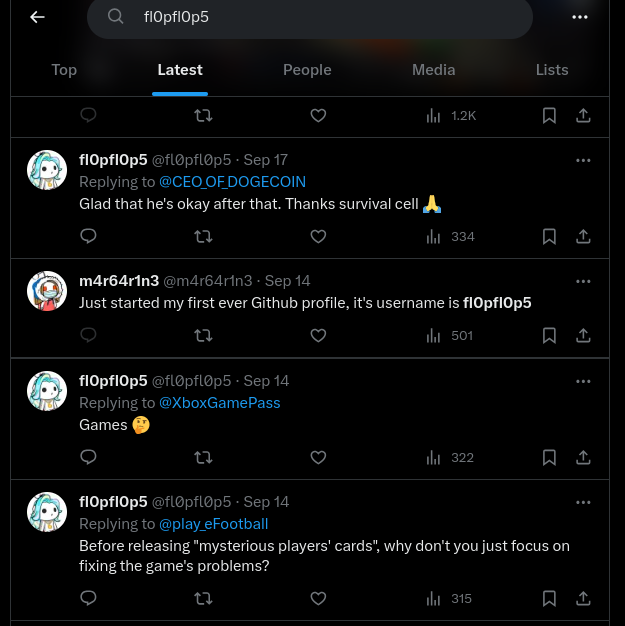 fl0pfl0p5
Top Latest People Media Lists
1.2K
fl0pfl0p5 @fl0pfl0p5 · Sep 17
Replying to @CEO_OF_DOGECOIN
Glad that he's okay after that. Thanks survival cell 🙏
334
m4r64r1n3 @m4r64r1n3 · Sep 14
Just started my first ever Github profile, it's username is fl0pfl0p5
501
fl0pfl0p5 @fl0pfl0p5 · Sep 14
Replying to @XboxGamePass
Games 🤔
322
fl0pfl0p5 @fl0pfl0p5 · Sep 14
Replying to @play_eFootball
Before releasing "mysterious players' cards", why don't you just focus on
fixing the game's problems?
315